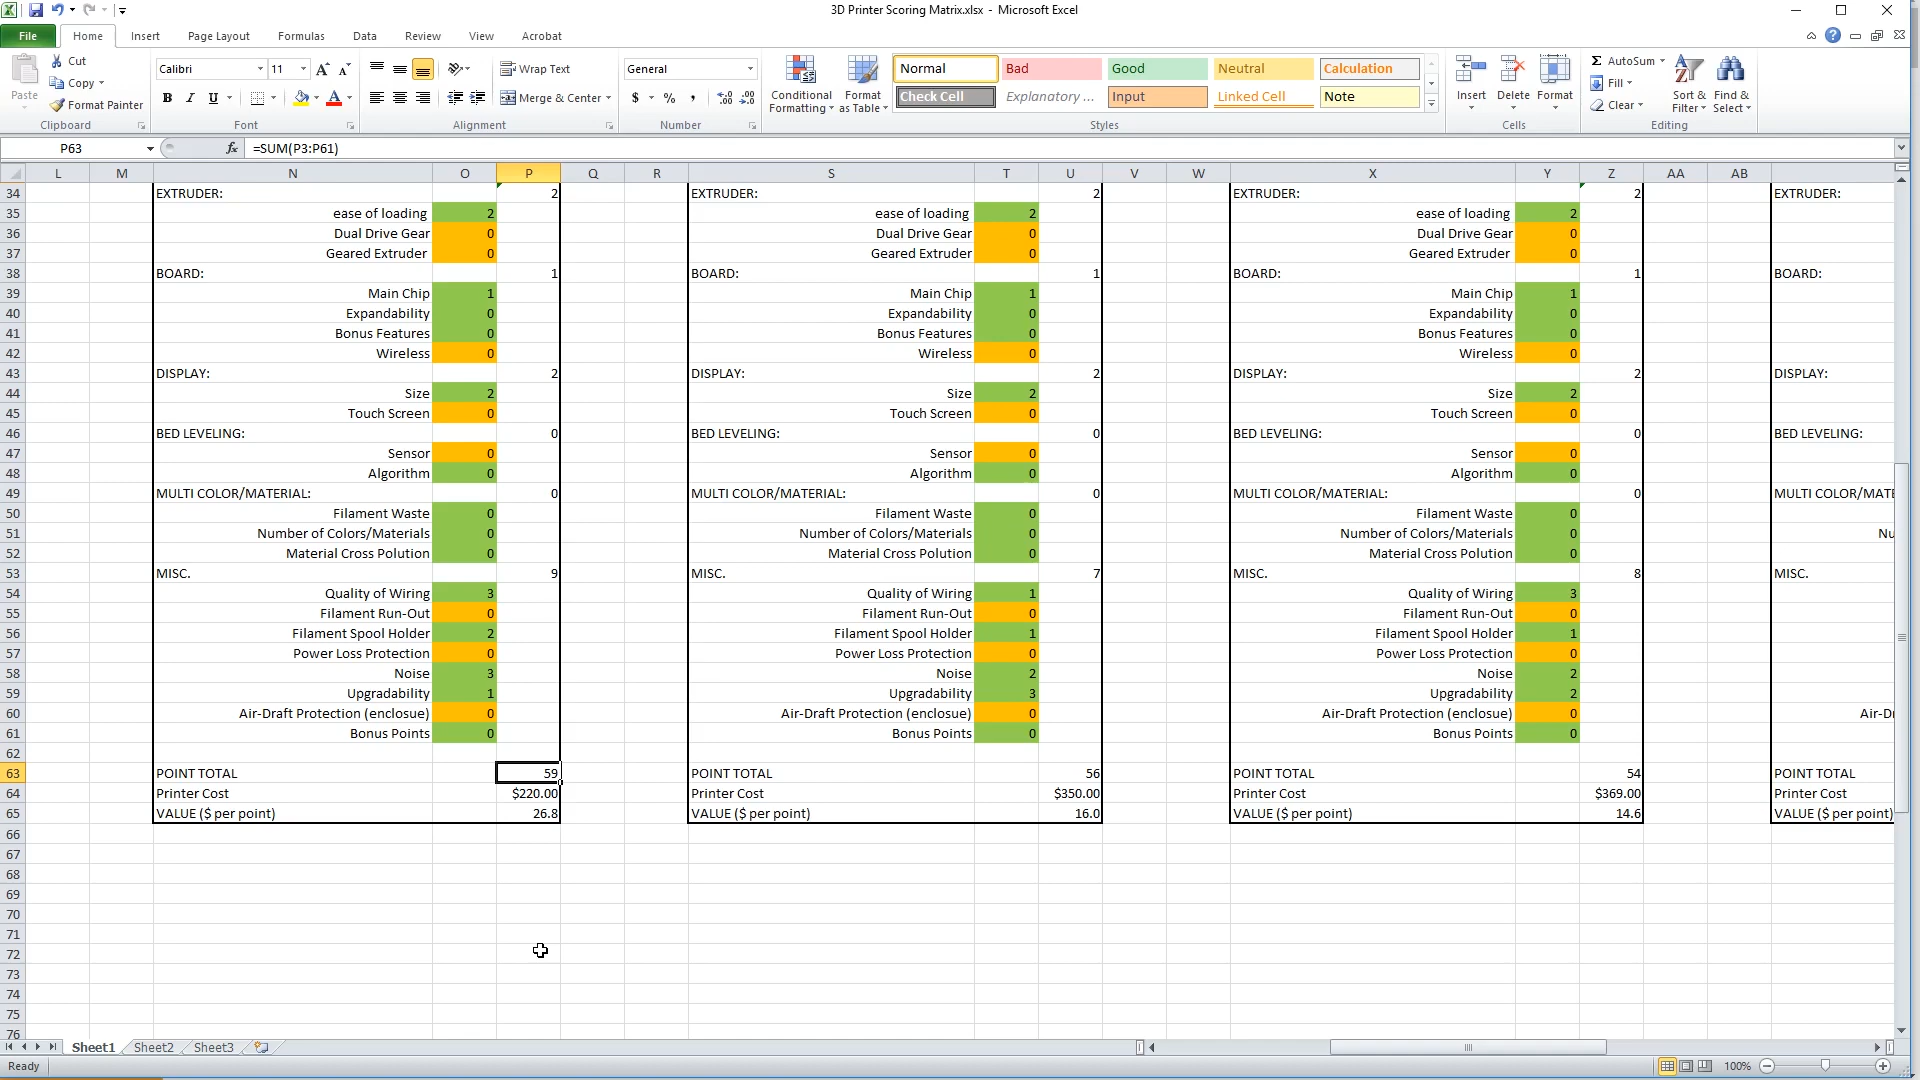 3D Printer Scoring Matrix.xlsx - Microsoft Excel
File Home Insert Page Layout Formulas Data Review View Acrobat
Paste
Cut
Copy
Format Painter
Clipboard
Calibri 11
B I U
Font
Wrap Text
Merge & Center
Alignment
General
$ % ,
Number
Conditional Formatting
Format as Table
Normal Bad Good Neutral Calculation
Check Cell Explanatory ... Input Linked Cell Note
Styles
Insert Delete Format
Cells
AutoSum
Fill
Clear
Sort & Filter
Find & Select
Editing
P63 fx =SUM(P3:P61)
L M N O P Q R S T U V W X Y Z AA AB
34 EXTRUDER: 2 EXTRUDER: 2 EXTRUDER: 2 EXTRUDER:
35 ease of loading 2 ease of loading 2 ease of loading 2
36 Dual Drive Gear 0 Dual Drive Gear 0 Dual Drive Gear 0
37 Geared Extruder 0 Geared Extruder 0 Geared Extruder 0
38 BOARD: 1 BOARD: 1 BOARD: 1 BOARD:
39 Main Chip 1 Main Chip 1 Main Chip 1
40 Expandability 0 Expandability 0 Expandability 0
41 Bonus Features 0 Bonus Features 0 Bonus Features 0
42 Wireless 0 Wireless 0 Wireless 0
43 DISPLAY: 2 DISPLAY: 2 DISPLAY: 2 DISPLAY:
44 Size 2 Size 2 Size 2
45 Touch Screen 0 Touch Screen 0 Touch Screen 0
46 BED LEVELING: 0 BED LEVELING: 0 BED LEVELING: 0 BED LEVELING:
47 Sensor 0 Sensor 0 Sensor 0
48 Algorithm 0 Algorithm 0 Algorithm 0
49 MULTI COLOR/MATERIAL: 0 MULTI COLOR/MATERIAL: 0 MULTI COLOR/MATERIAL: 0 MULTI COLOR/MATE
50 Filament Waste 0 Filament Waste 0 Filament Waste 0
51 Number of Colors/Materials 0 Number of Colors/Materials 0 Number of Colors/Materials 0 Nu
52 Material Cross Polution 0 Material Cross Polution 0 Material Cross Polution 0
53 MISC. 9 MISC. 7 MISC. 8 MISC.
54 Quality of Wiring 3 Quality of Wiring 1 Quality of Wiring 3
55 Filament Run-Out 0 Filament Run-Out 0 Filament Run-Out 0
56 Filament Spool Holder 2 Filament Spool Holder 1 Filament Spool Holder 1
57 Power Loss Protection 0 Power Loss Protection 0 Power Loss Protection 0
58 Noise 3 Noise 2 Noise 2
59 Upgradability 1 Upgradability 3 Upgradability 2
60 Air-Draft Protection (enclosue) 0 Air-Draft Protection (enclosue) 0 Air-Draft Protection (enclosue) 0 Air-Dr
61 Bonus Points 0 Bonus Points 0 Bonus Points 0
62
63 POINT TOTAL 59 POINT TOTAL 56 POINT TOTAL 54 POINT TOTAL
64 Printer Cost $220.00 Printer Cost $350.00 Printer Cost $369.00 Printer Cost
65 VALUE ($ per point) 26.8 VALUE ($ per point) 16.0 VALUE ($ per point) 14.6 VALUE ($ per point)
66
67
68
69
70
71
72
73
74
75
76
Sheet1 Sheet2 Sheet3
Ready 100%